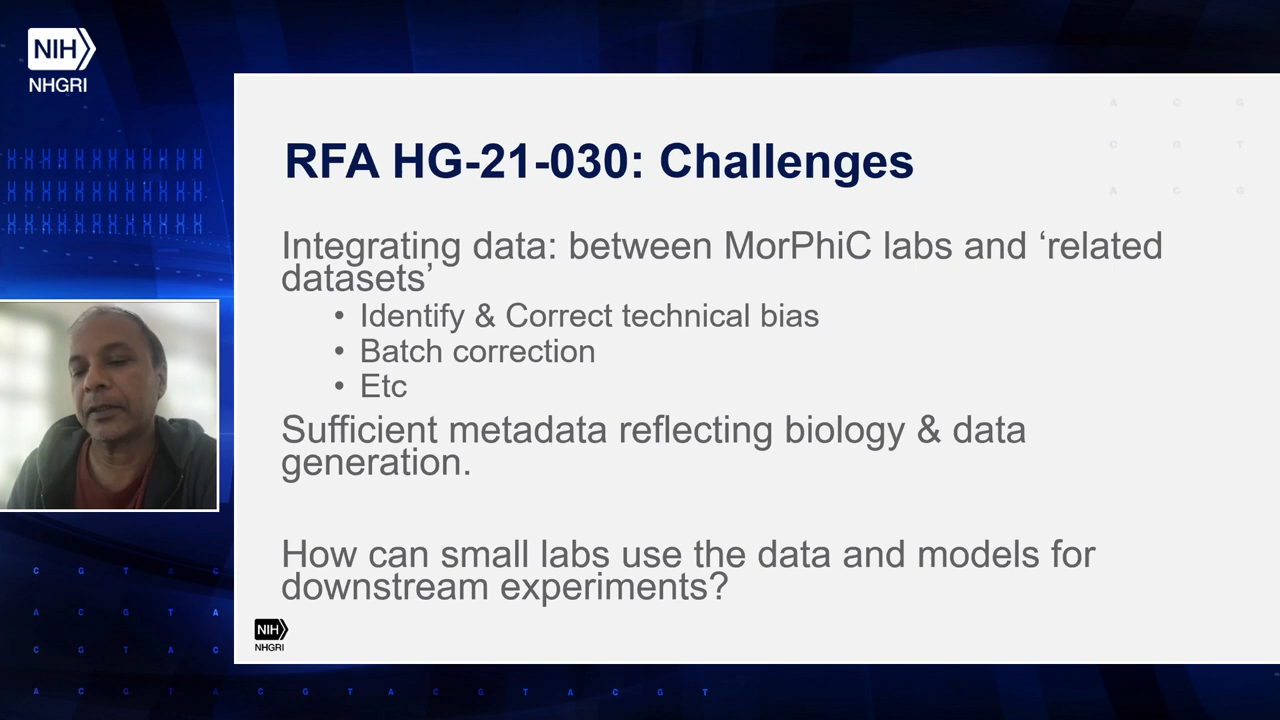 NIH
NHGRI
A C G
C G T
A C G
RFA HG-21-030: Challenges
Integrating data: between MorPhiC labs and ‘related
datasets’
• Identify & Correct technical bias
• Batch correction
• Etc
Sufficient metadata reflecting biology & data
generation.
How can small labs use the data and models for
downstream experiments?
NIH
NHGRI
C G T A C
A C G T A
C G T A C
A C G T A C G T A C G T A C G T